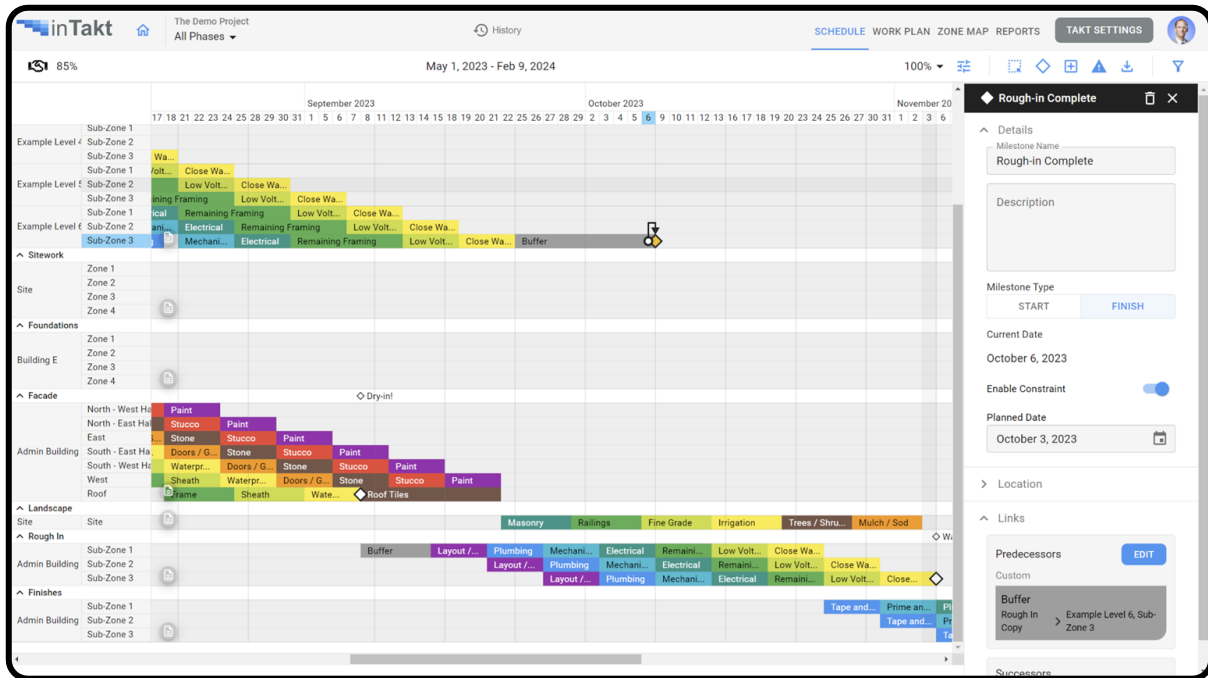 inTakt
The Demo Project
All Phases
History
SCHEDULE WORK PLAN ZONE MAP REPORTS
TAKT SETTINGS
85%
May 1, 2023 - Feb 9, 2024
100%
September 2023 October 2023 November 20
17 18 21 22 23 24 25 28 29 30 31 1 5 6 7 8 11 12 13 14 15 18 19 20 21 22 25 26 27 28 29 2 3 4 5 6 9 10 11 12 13 16 17 18 19 20 23 24 25 26 27 30 31 1 2 3 6
Sub-Zone 1
Example Level 4 Sub-Zone 2
Sub-Zone 3 Wa...
Sub-Zone 1 Volt... Close Wa...
Example Level 5 Sub-Zone 2 Low Volt... Close Wa...
Sub-Zone 3 ining Framing Low Volt... Close Wa...
Sub-Zone 1 ical Remaining Framing Low Volt... Close Wa...
Example Level 6 Sub-Zone 2 ani... Electrical Remaining Framing Low Volt... Close Wa...
Sub-Zone 3 Mechani... Electrical Remaining Framing Low Volt... Close Wa... Buffer
Sitework
Zone 1
Zone 2
Site
Zone 3
Zone 4
Foundations
Zone 1
Zone 2
Building E
Zone 3
Zone 4
Facade Dry-in!
North - West Ha Paint
North - East Hal Stucco Paint
East Stone Stucco Paint
Admin Building South - East Ha Doors / G... Stone Stucco Paint
South - West Ha Waterpr... Doors / G... Stone Stucco Paint
West Sheath Waterpr... Doors / G... Stone Stucco Paint
Roof Frame Sheath Wate... Roof Tiles
Landscape
Site Site Masonry Railings Fine Grade Irrigation Trees / Shru... Mulch / Sod
Rough In Wa
Sub-Zone 1 Buffer Layout /... Plumbing Mechani... Electrical Remaini... Low Volt... Close Wa...
Admin Building Sub-Zone 2 Layout /... Plumbing Mechani... Electrical Remaini... Low Volt... Close Wa...
Sub-Zone 3 Layout /... Plumbing Mechani... Electrical Remaini... Low Volt... Close...
Finishes
Sub-Zone 1 Tape and... Prime an... Pl
Admin Building Sub-Zone 2 Tape and... Pr
Sub-Zone 3 Ta
Rough-in Complete
Details
Milestone Name
Rough-in Complete
Description
Milestone Type
START FINISH
Current Date
October 6, 2023
Enable Constraint
Planned Date
October 3, 2023
Location
Links
Predecessors EDIT
Custom
Buffer
Rough In Copy > Example Level 6, Sub-Zone 3
Successors